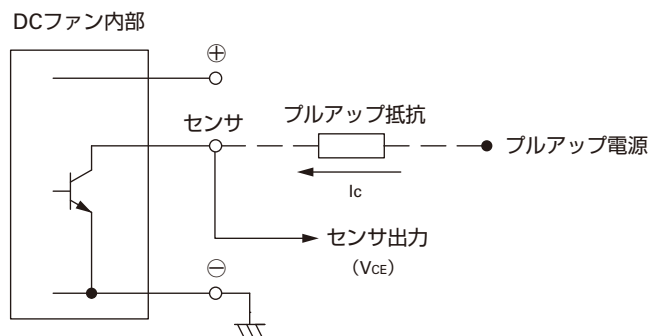 DCファン内部
⊕
センサ
プルアップ抵抗
プルアップ電源
Ic
センサ出力
(VCE)
⊖